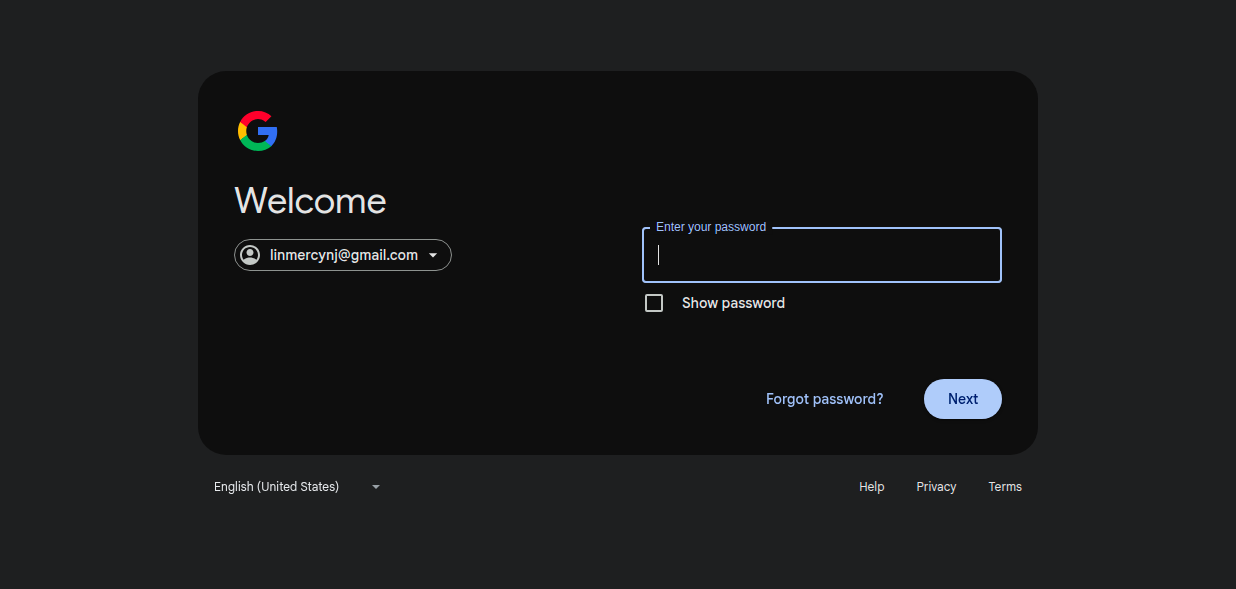 Welcome
linmercynj@gmail.com
Enter your password
Show password
Forgot password?
Next
English (United States)
Help
Privacy
Terms